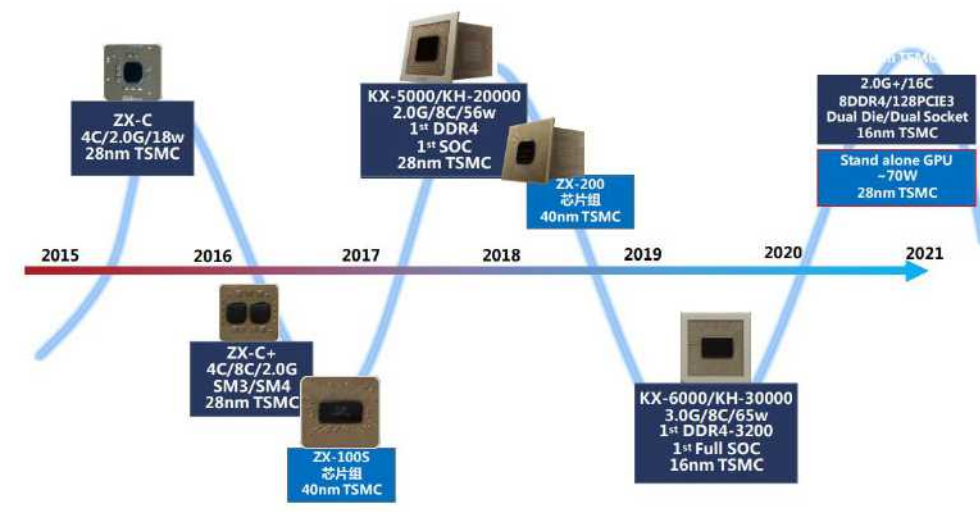 ZX-C
4C/2.0G/18w
28nm TSMC
KX-5000/KH-20000
2.0G/8C/56w
1st DDR4
1st SOC
28nm TSMC
ZX-200
芯片组
40nm TSMC
2.0G+/16C
8DDR4/128PCIE3
Dual Die/Dual Socket
16nm TSMC
Stand alone GPU
~70W
28nm TSMC
2015 2016 2017 2018 2019 2020 2021
ZX-C+
4C/8C/2.0G
SM3/SM4
28nm TSMC
ZX-100S
芯片组
40nm TSMC
KX-6000/KH-30000
3.0G/8C/65w
1st DDR4-3200
1st Full SOC
16nm TSMC